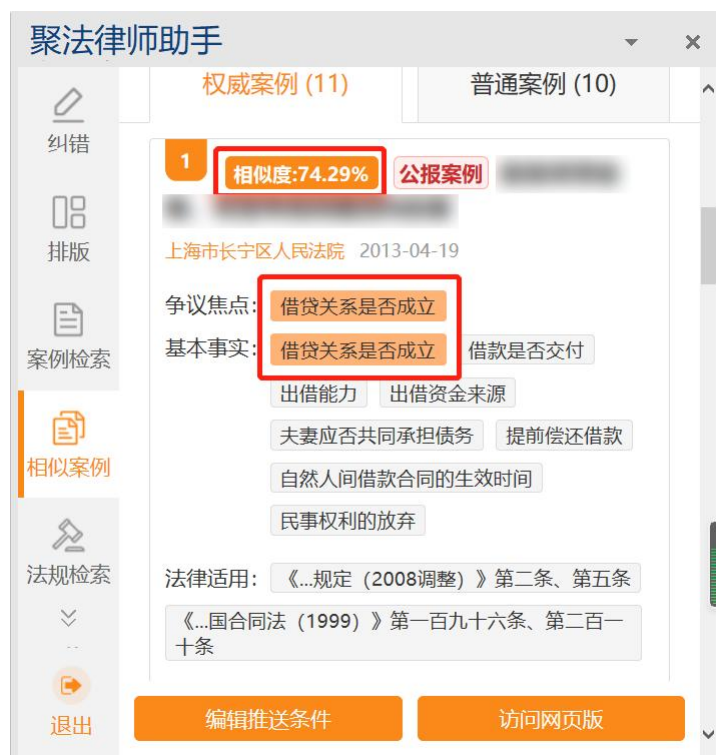 聚法律师助手
纠错
排版
案例检索
相似案例
法规检索
退出
权威案例 (11)
普通案例 (10)
1 相似度:74.29% 公报案例
上海市长宁区人民法院 2013-04-19
争议焦点: 借贷关系是否成立
基本事实: 借贷关系是否成立 借款是否交付
出借能力 出借资金来源
夫妻应否共同承担债务 提前偿还借款
自然人间借款合同的生效时间
民事权利的放弃
法律适用: 《...规定（2008调整）》第二条、第五条
《...国合同法（1999）》第一百九十六条、第二百一
十条
编辑推送条件
访问网页版